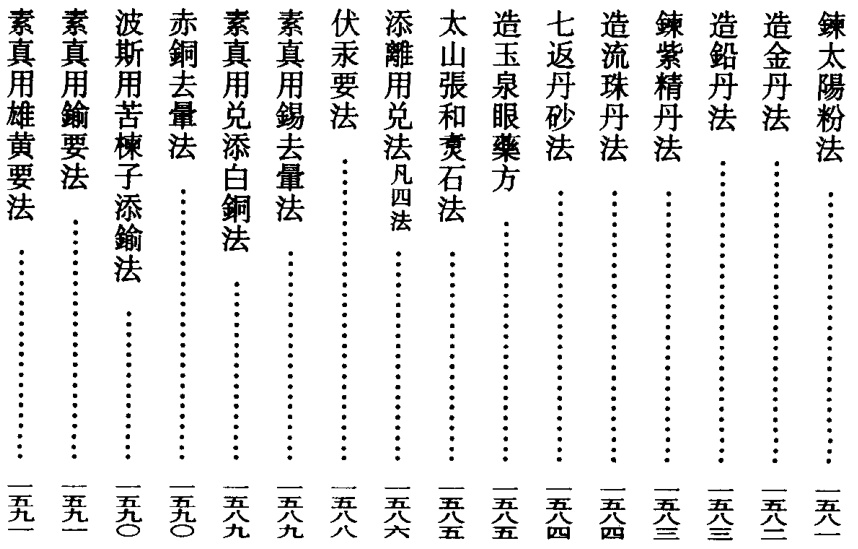 鍊太陽粉法……………………一五八一
造金丹法……………………一五八二
造鉛丹法……………………一五八三
鍊紫精丹法……………………一五八三
造流珠丹法……………………一五八四
七返丹砂法……………………一五八四
造玉泉眼藥方……………………一五八五
太山張和煑石法……………………一五八五
添離用兑法凡四法……………………一五八六
伏汞要法……………………一五八八
素真用錫去暈法……………………一五八九
素真用兑添白銅法……………………一五八九
赤銅去暈法……………………一五九〇
波斯用苦楝子添鍮法……………………一五九〇
素真用鍮要法……………………一五九一
素真用雄黄要法……………………一五九一